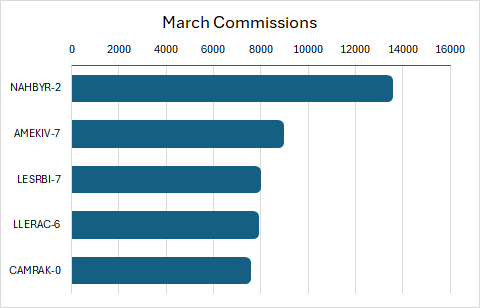 March Commissions
0 2000 4000 6000 8000 10000 12000 14000 16000
NAHBYR-2
AMEKIV-7
LESRBI-7
LLERAC-6
CAMRAK-0